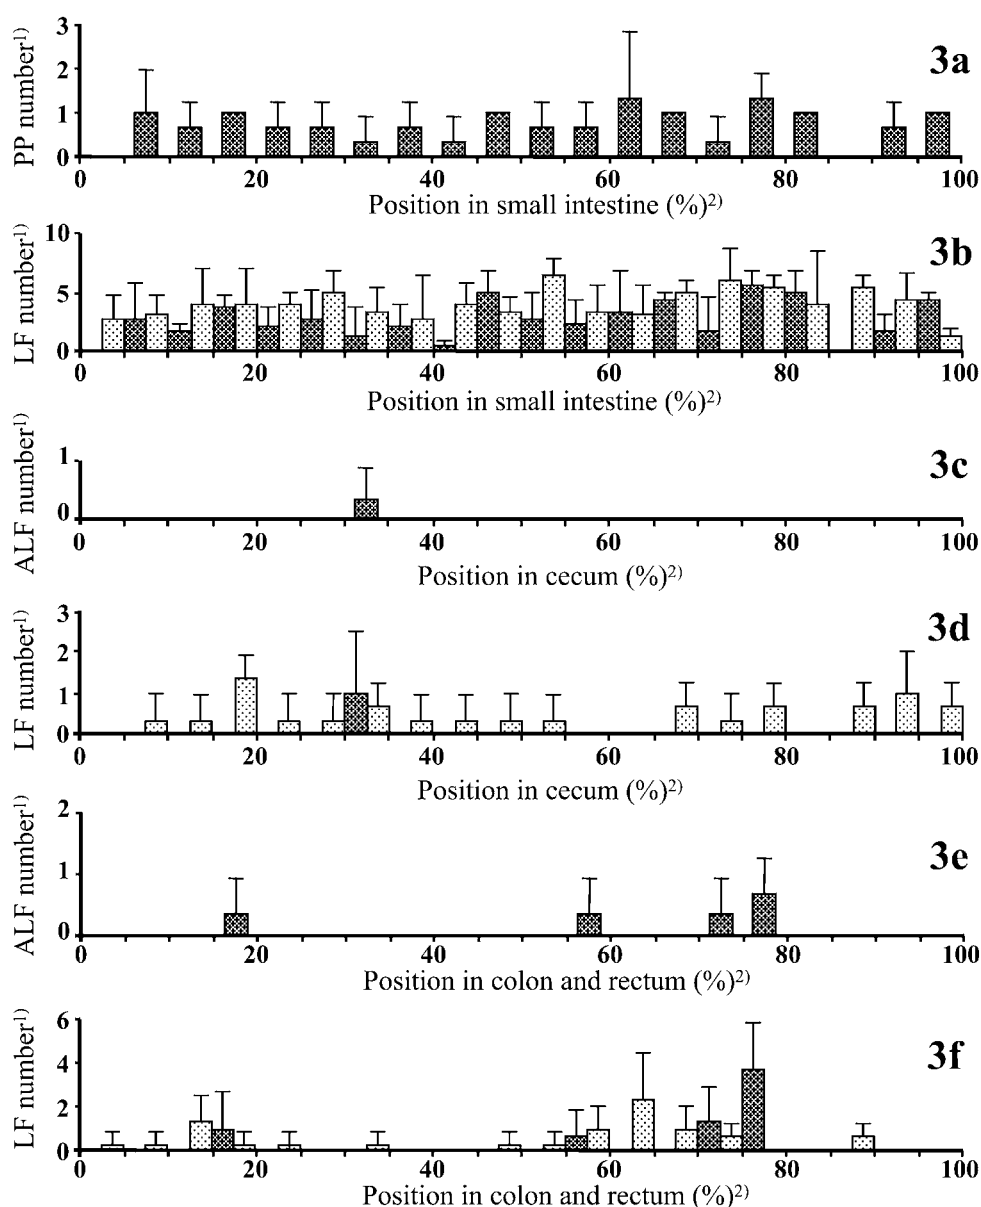 3a
PP number1)
3
2
1
0
0 20 40 60 80 100
Position in small intestine (%)2)
3b
LF number1)
10
5
0
0 20 40 60 80 100
Position in small intestine (%)2)
3c
ALF number1)
1
0
0 20 40 60 80 100
Position in cecum (%)2)
3d
LF number1)
3
2
1
0
0 20 40 60 80 100
Position in cecum (%)2)
3e
ALF number1)
2
1
0
0 20 40 60 80 100
Position in colon and rectum (%)2)
3f
LF number1)
6
4
2
0
0 20 40 60 80 100
Position in colon and rectum (%)2)